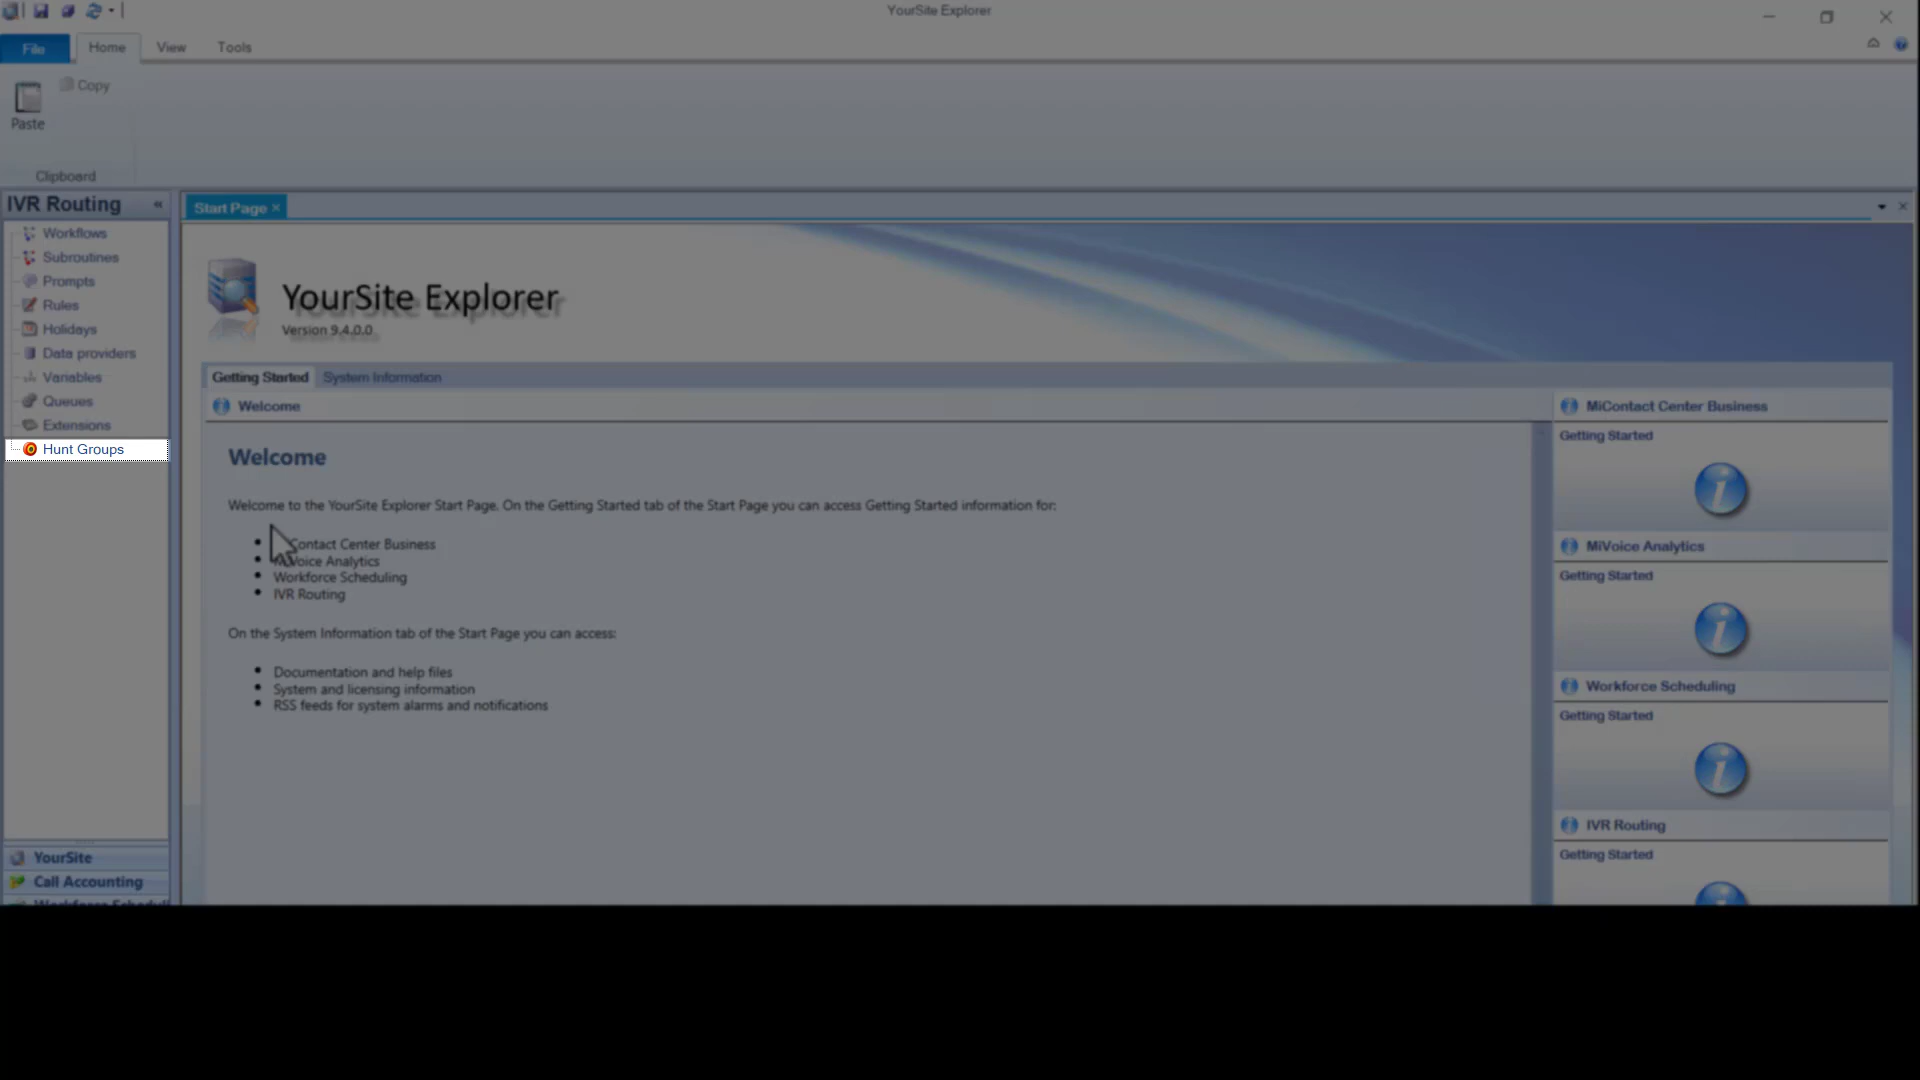 YourSite Explorer
File Home View Tools
Copy
Paste
Clipboard
IVR Routing «
Workflows
Subroutines
Prompts
Rules
Holidays
Data providers
Variables
Queues
Extensions
Hunt Groups
YourSite
Call Accounting
Start Page ×
YourSite Explorer
Version 9.4.0.0
Getting Started System Information
Welcome
Welcome
Welcome to the YourSite Explorer Start Page. On the Getting Started tab of the Start Page you can access Getting Started information for:
Contact Center Business
MiVoice Analytics
Workforce Scheduling
IVR Routing
On the System Information tab of the Start Page you can access:
Documentation and help files
System and licensing information
RSS feeds for system alarms and notifications
MiContact Center Business
Getting Started
MiVoice Analytics
Getting Started
Workforce Scheduling
Getting Started
IVR Routing
Getting Started